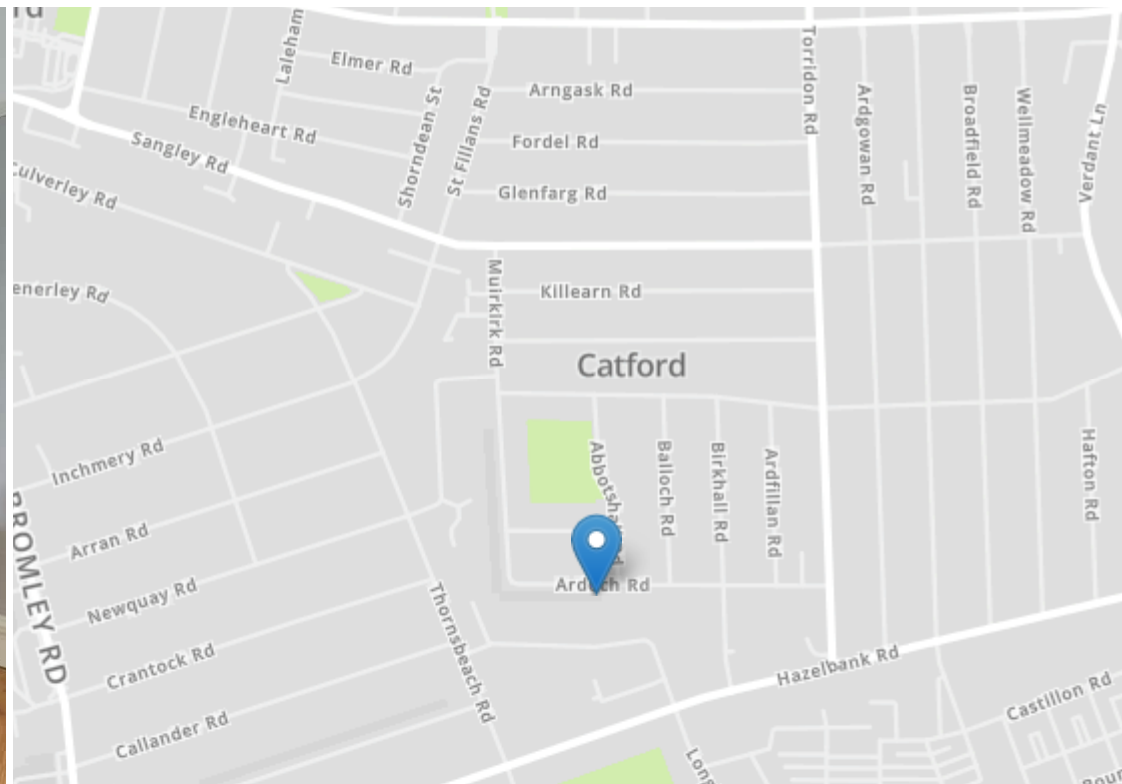 Laleham
Elmer Rd
Torridon Rd
Arngask Rd
Shorndean St
St Fillans Rd
Ardgowan Rd
Broadfield Rd
Wellmeadow Rd
Verdant Ln
Engleheart Rd
Fordel Rd
Sangley Rd
Culverley Rd
Glenfarg Rd
Muirkirk Rd
enerley Rd
Killearn Rd
Catford
Inchmery Rd
Balloch Rd
Birkhall Rd
Ardfillan Rd
Hafton Rd
Arran Rd
BROMLEY RD
Newquay Rd
Thornsbeach Rd
Crantock Rd
Hazelbank Rd
Castillon Rd
Callander Rd